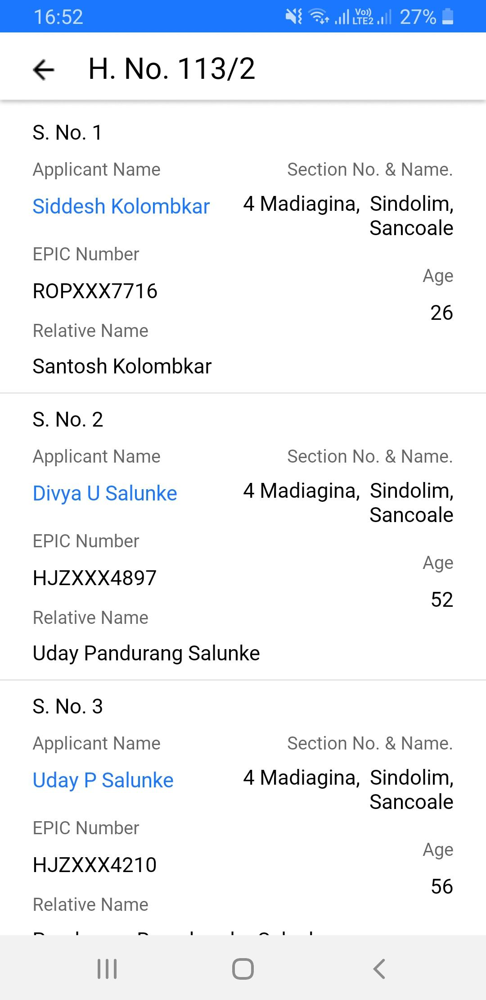 16:52 Vo)) LTE2 27%
H. No. 113/2
S. No. 1
Applicant Name Section No. & Name.
Siddesh Kolombkar 4 Madiagina, Sindolim,
Sancoale
EPIC Number
Age
ROPXXX7716
26
Relative Name
Santosh Kolombkar
S. No. 2
Applicant Name Section No. & Name.
Divya U Salunke 4 Madiagina, Sindolim,
Sancoale
EPIC Number
Age
HJZXXX4897
52
Relative Name
Uday Pandurang Salunke
S. No. 3
Applicant Name Section No. & Name.
Uday P Salunke 4 Madiagina, Sindolim,
Sancoale
EPIC Number
Age
HJZXXX4210
56
Relative Name